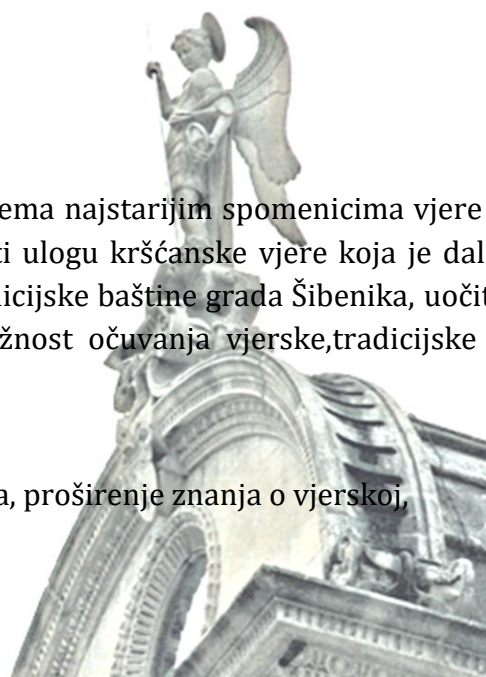 ema najstarijim spomenicima vjere
ti ulogu kršćanske vjere koja je dal
licijske baštine grada Šibenika, uočit
žnost očuvanja vjerske,tradicijske
a, proširenje znanja o vjerskoj,